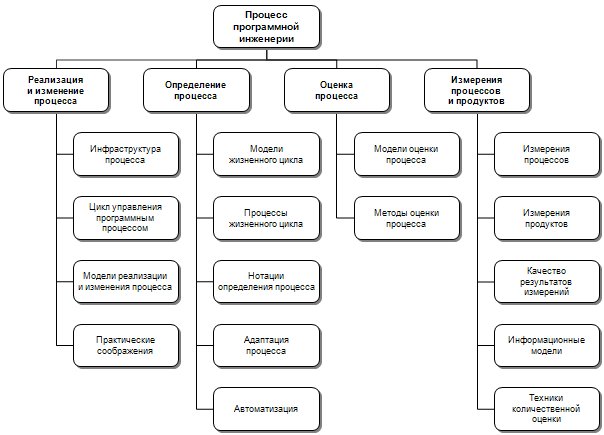 Процесс
программной
инженерии
Реализация
и изменение
процесса
Инфраструктура
процесса
Цикл управления
программным
процессом
Модели реализации
и изменения процесса
Практические
соображения
Определение
процесса
Модели
жизненного цикла
Процессы
жизненного цикла
Нотации
определения процесса
Адаптация
процесса
Автоматизация
Оценка
процесса
Модели оценки
процесса
Методы оценки
процесса
Измерения
процессов
и продуктов
Измерения
процессов
Измерения
продуктов
Качество
результатов
измерений
Информационные
модели
Техники
количественной
оценки